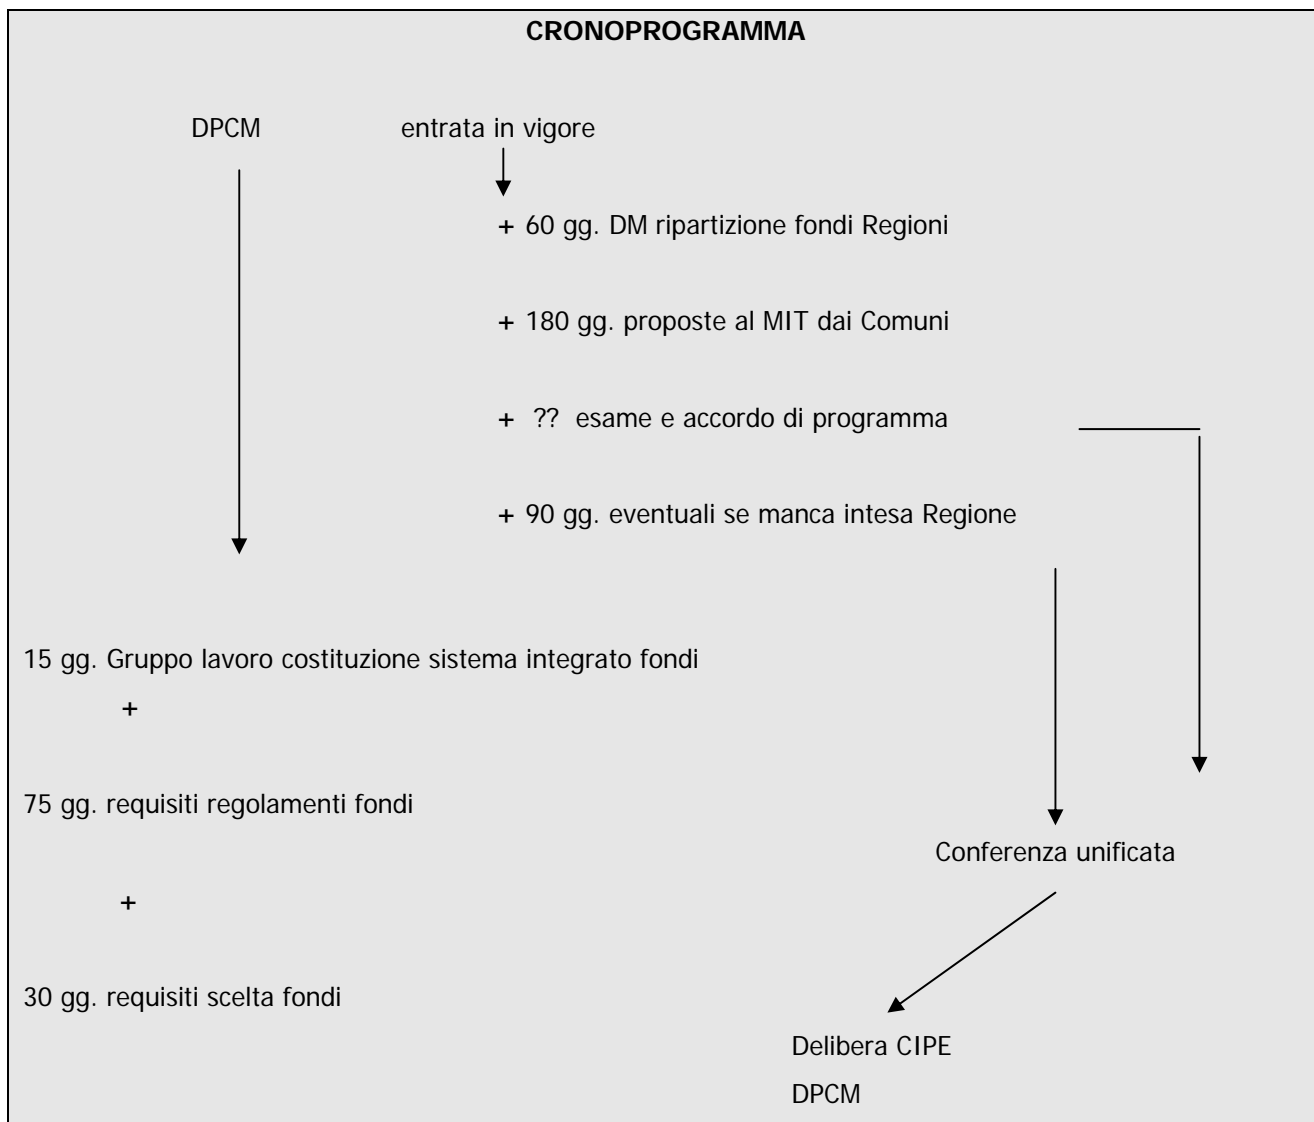 CRONOPROGRAMMA
DPCM entrata in vigore
+ 60 gg. DM ripartizione fondi Regioni
+ 180 gg. proposte al MIT dai Comuni
+ ?? esame e accordo di programma
+ 90 gg. eventuali se manca intesa Regione
15 gg. Gruppo lavoro costituzione sistema integrato fondi
+
75 gg. requisiti regolamenti fondi
Conferenza unificata
+
30 gg. requisiti scelta fondi
Delibera CIPE
DPCM